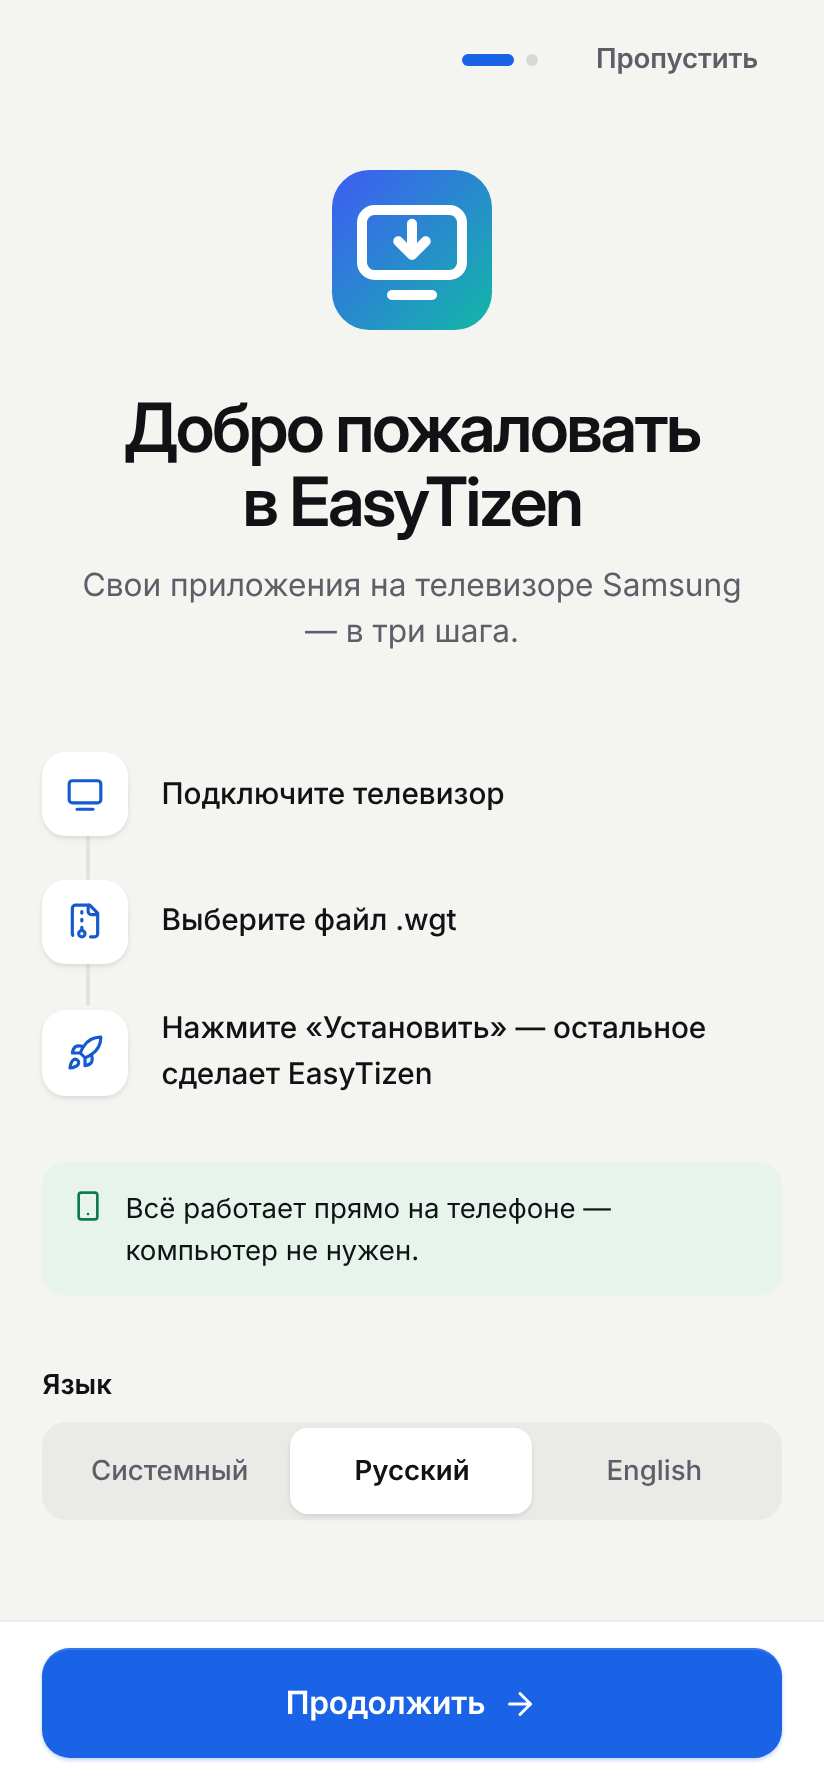 Пропустить
Добро пожаловать
в EasyTizen
Свои приложения на телевизоре Samsung
— в три шага.
Подключите телевизор
Выберите файл .wgt
Нажмите «Установить» — остальное
сделает EasyTizen
Всё работает прямо на телефоне —
компьютер не нужен.
Язык
Системный
Русский
English
Продолжить